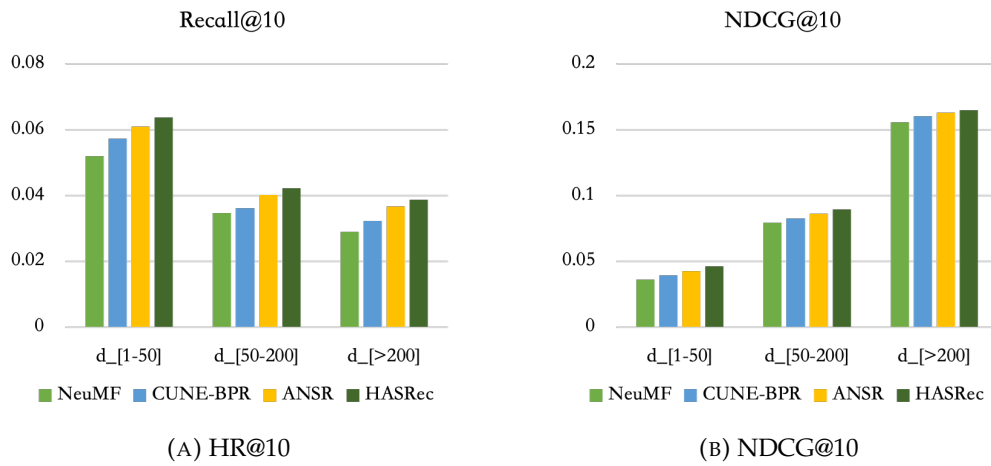 Recall@10
0.08
0.06
0.04
0.02
0
d_[1-50] d_[50-200] d_[>200]
NeuMF CUNE-BPR ANSR HASRec
(A) HR@10
NDCG@10
0.2
0.15
0.1
0.05
0
d_[1-50] d_[50-200] d_[>200]
NeuMF CUNE-BPR ANSR HASRec
(B) NDCG@10